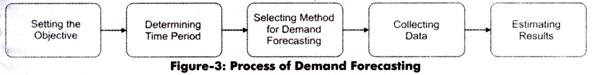 Setting the
Objective
Determining
Time Period
Selecting Method
for Demand
Forecasting
Collecting
Data
Estimating
Results
Figure-3: Process of Demand Forecasting